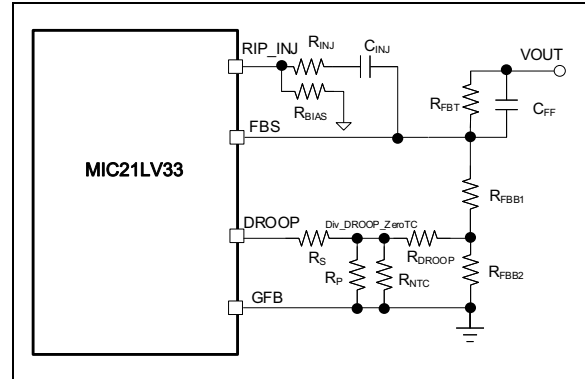 RIP_INJ
RINJ
CINJ
VOUT
RBIAS
RFBT
CFF
FBS
MIC21LV33
RFBB1
DROOP
Div_DROOP_ZeroTC
RS
RDROOP
RP
RNTC
RFBB2
GFB